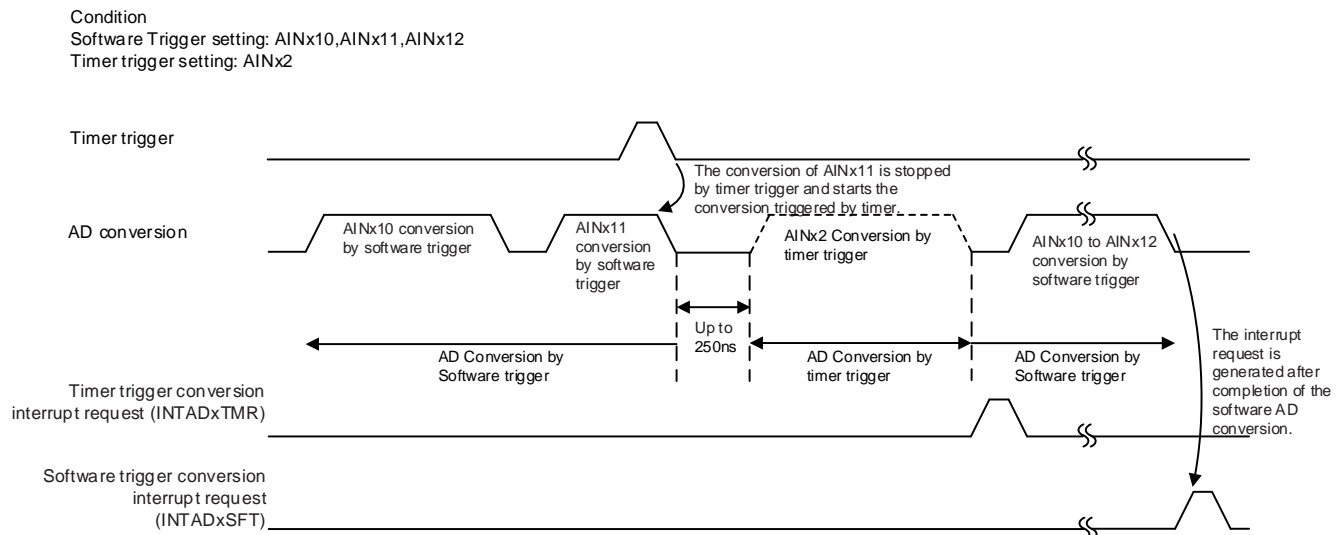 Condition
Software Trigger setting: AINx10,AINx11,AINx12
Timer trigger setting: AINx2
Timer trigger
The conversion of AINx11 is stopped
by timer trigger and starts the
conversion triggered by timer.
AD conversion
AINx10 conversion
by software trigger
AINx11
conversion
by software
trigger
AINx2 Conversion by
timer trigger
AINx10 to AINx12
conversion by
software trigger
Up to
250ns
AD Conversion by
Software trigger
AD Conversion by
timer trigger
AD Conversion by
Software trigger
The interrupt
request is
generated after
completion of the
software AD
conversion.
Timer trigger conversion
interrupt request (INTADxTMR)
Software trigger conversion
interrupt request
(INTADxSFT)